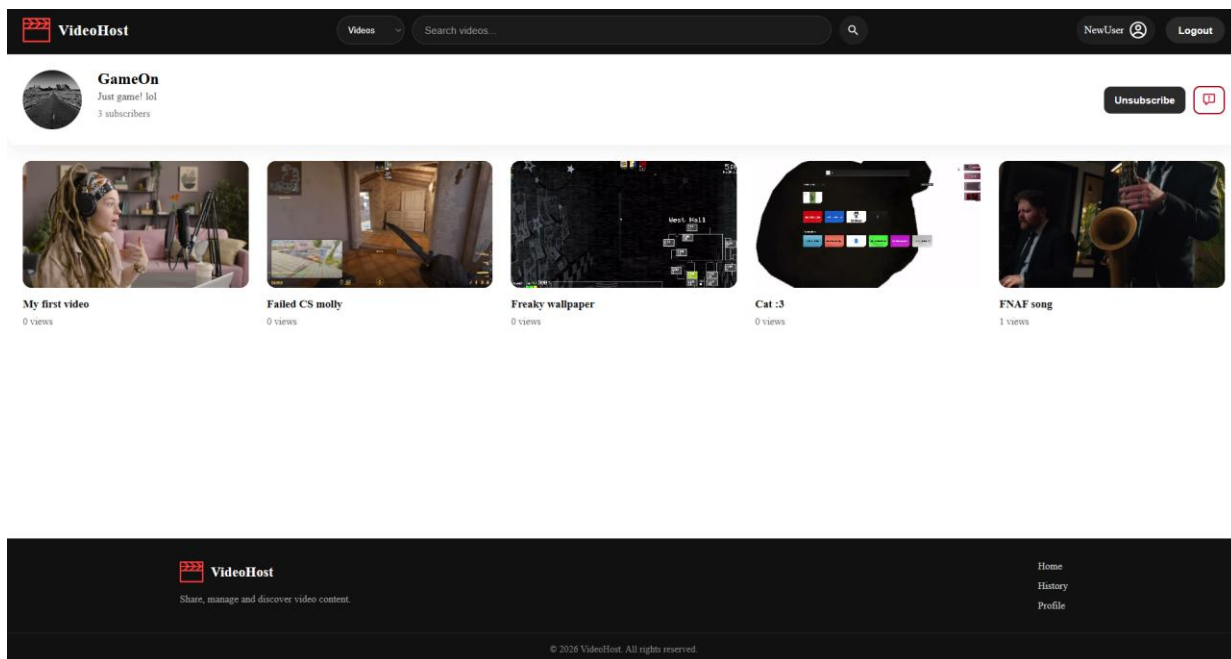 VideoHost
Videos
Search videos...
NewUser
Logout
GameOn
Just game! lol
3 subscribers
Unsubscribe
West Hall
My first video
0 views
Failed CS molly
0 views
Freaky wallpaper
0 views
Cat :3
0 views
FNAF song
1 views
VideoHost
Share, manage and discover video content.
Home
History
Profile
© 2026 VideoHost. All rights reserved.